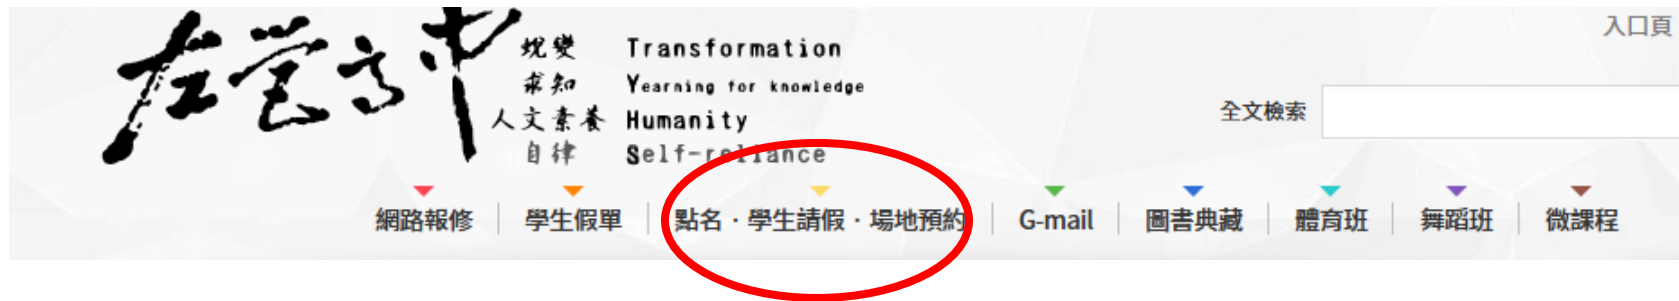 左營高中
蛻變 Transformation
求知 Yearning for knowledge
人文素養 Humanity
自律 Self-reliance
入口頁
全文檢索
網路報修 學生假單 點名．學生請假．場地預約 G-mail 圖書典藏 體育班 舞蹈班 微課程